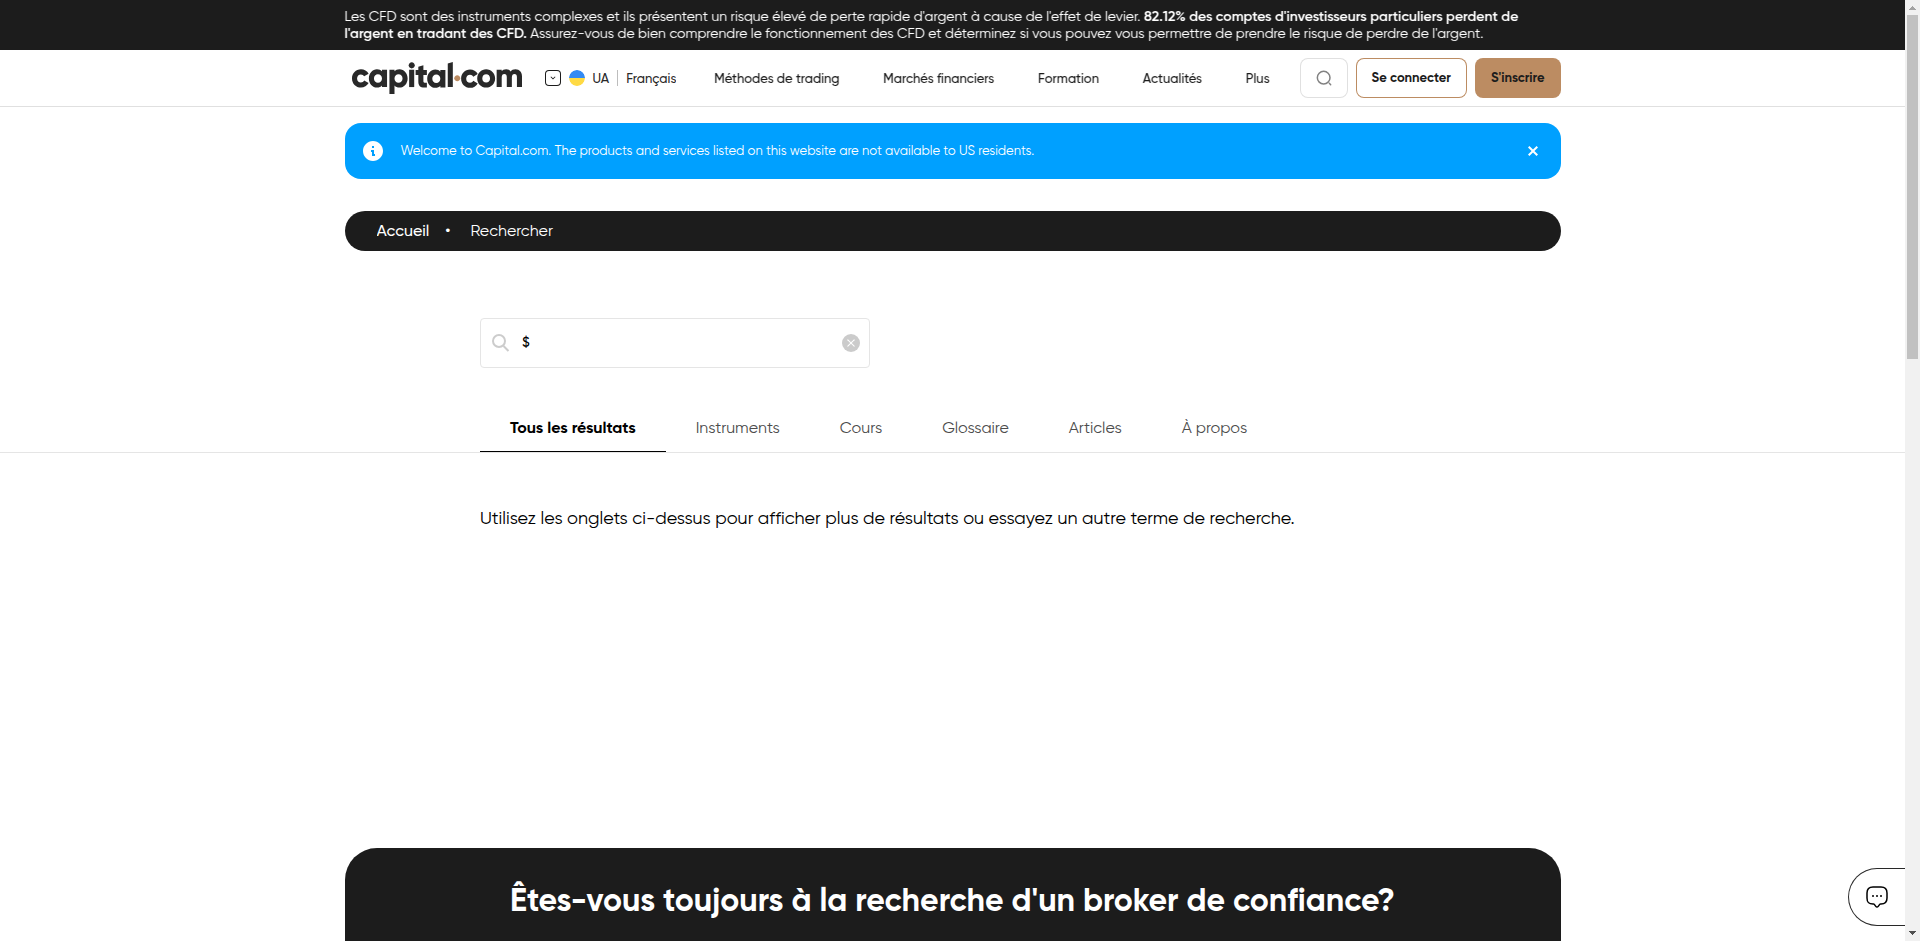 Les CFD sont des instruments complexes et ils présentent un risque élevé de perte rapide d'argent à cause de l'effet de levier. 82.12% des comptes d'investisseurs particuliers perdent de
l'argent en tradant des CFD. Assurez-vous de bien comprendre le fonctionnement des CFD et déterminez si vous pouvez vous permettre de prendre le risque de perdre de l'argent.
capital.com UA Français Méthodes de trading Marchés financiers Formation Actualités Plus Se connecter S'inscrire
Welcome to Capital.com. The products and services listed on this website are not available to US residents.
Accueil • Rechercher
$
Tous les résultats Instruments Cours Glossaire Articles À propos
Utilisez les onglets ci-dessus pour afficher plus de résultats ou essayez un autre terme de recherche.
Êtes-vous toujours à la recherche d'un broker de confiance?